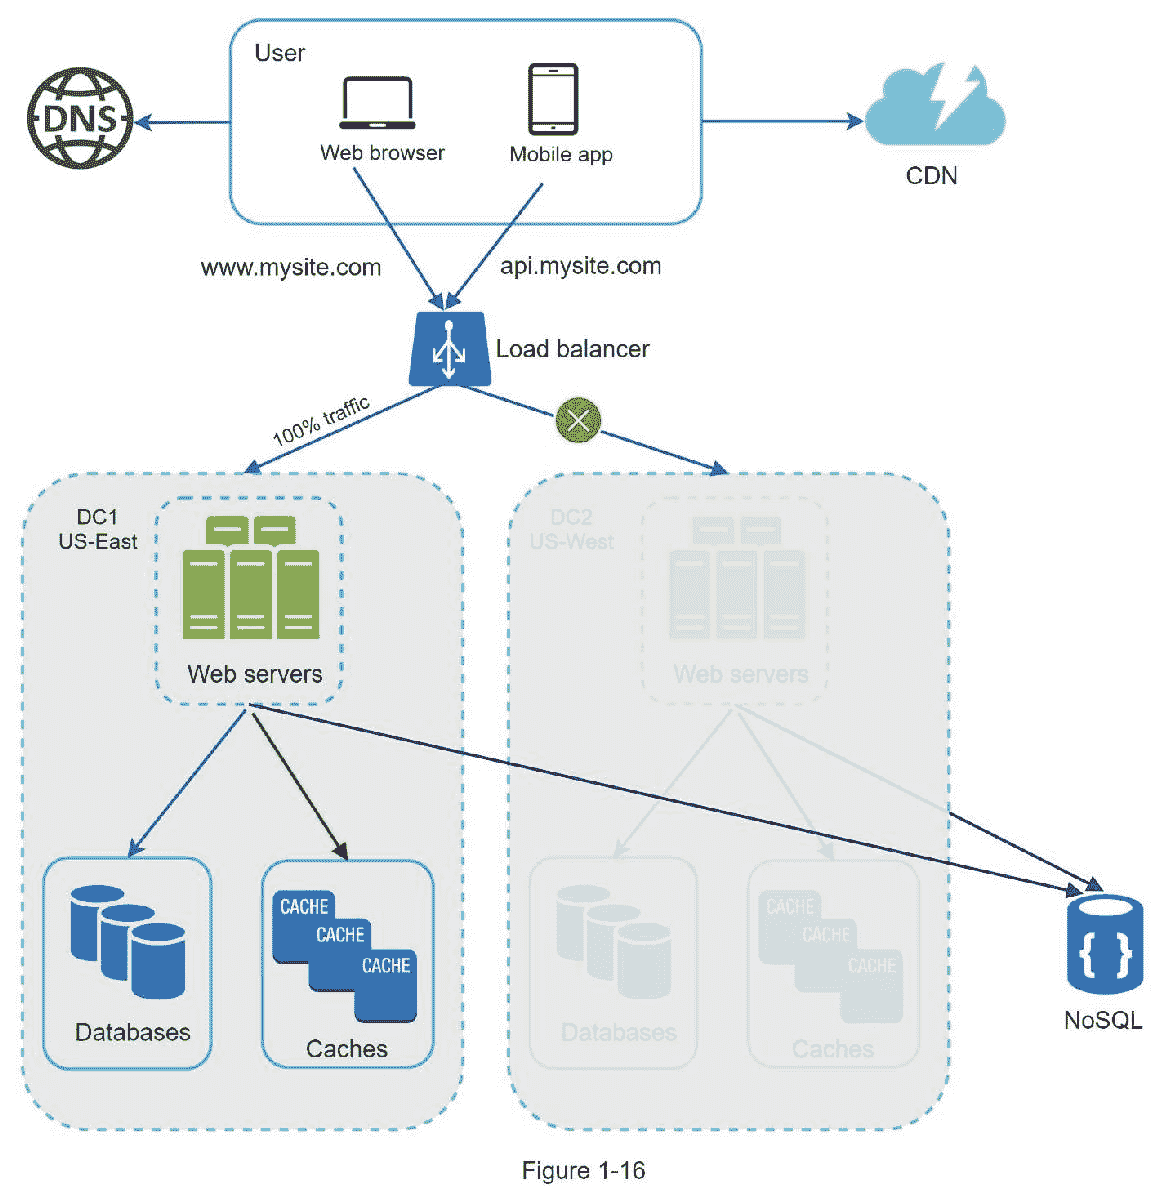 User
DNS
Web browser
Mobile app
CDN
www.mysite.com
api.mysite.com
Load balancer
100% traffic
DC1
US-East
DC2
US-West
Web servers
Web servers
CACHE
CACHE
CACHE
CACHE
CACHE
CACHE
Databases
Caches
Databases
Caches
{ }
NoSQL
Figure 1-16